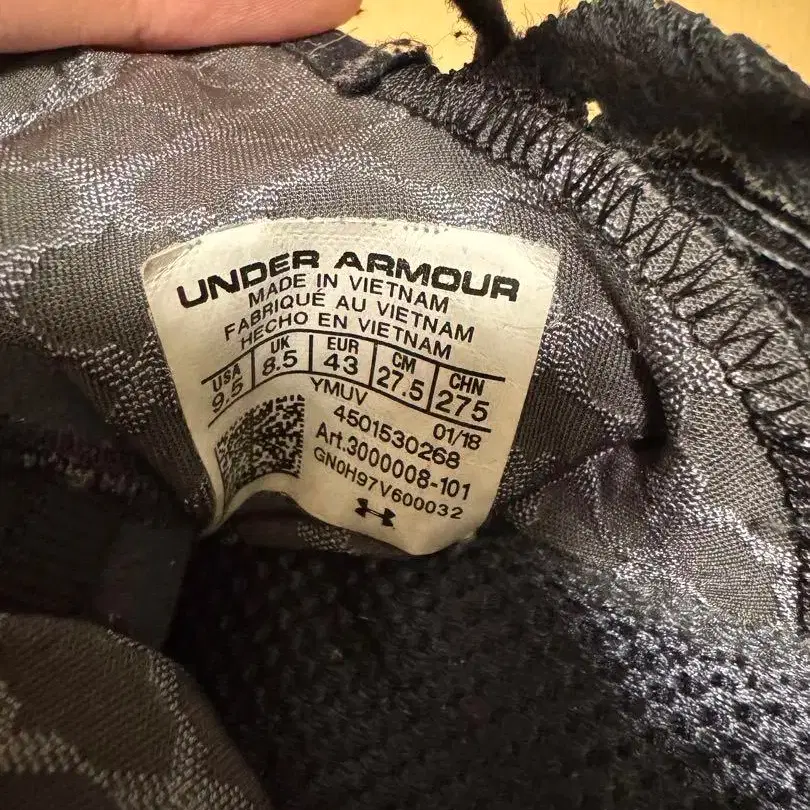 UNDER ARMOUR
MADE IN VIETNAM
FABRIQUÉ AU VIETNAM
HECHO EN VIETNAM
USA UK EUR CM CHN
9.5 8.5 43 27.5 275
YMUV 01/18
4501530268
Art.3000008-101
GN0H97V600032